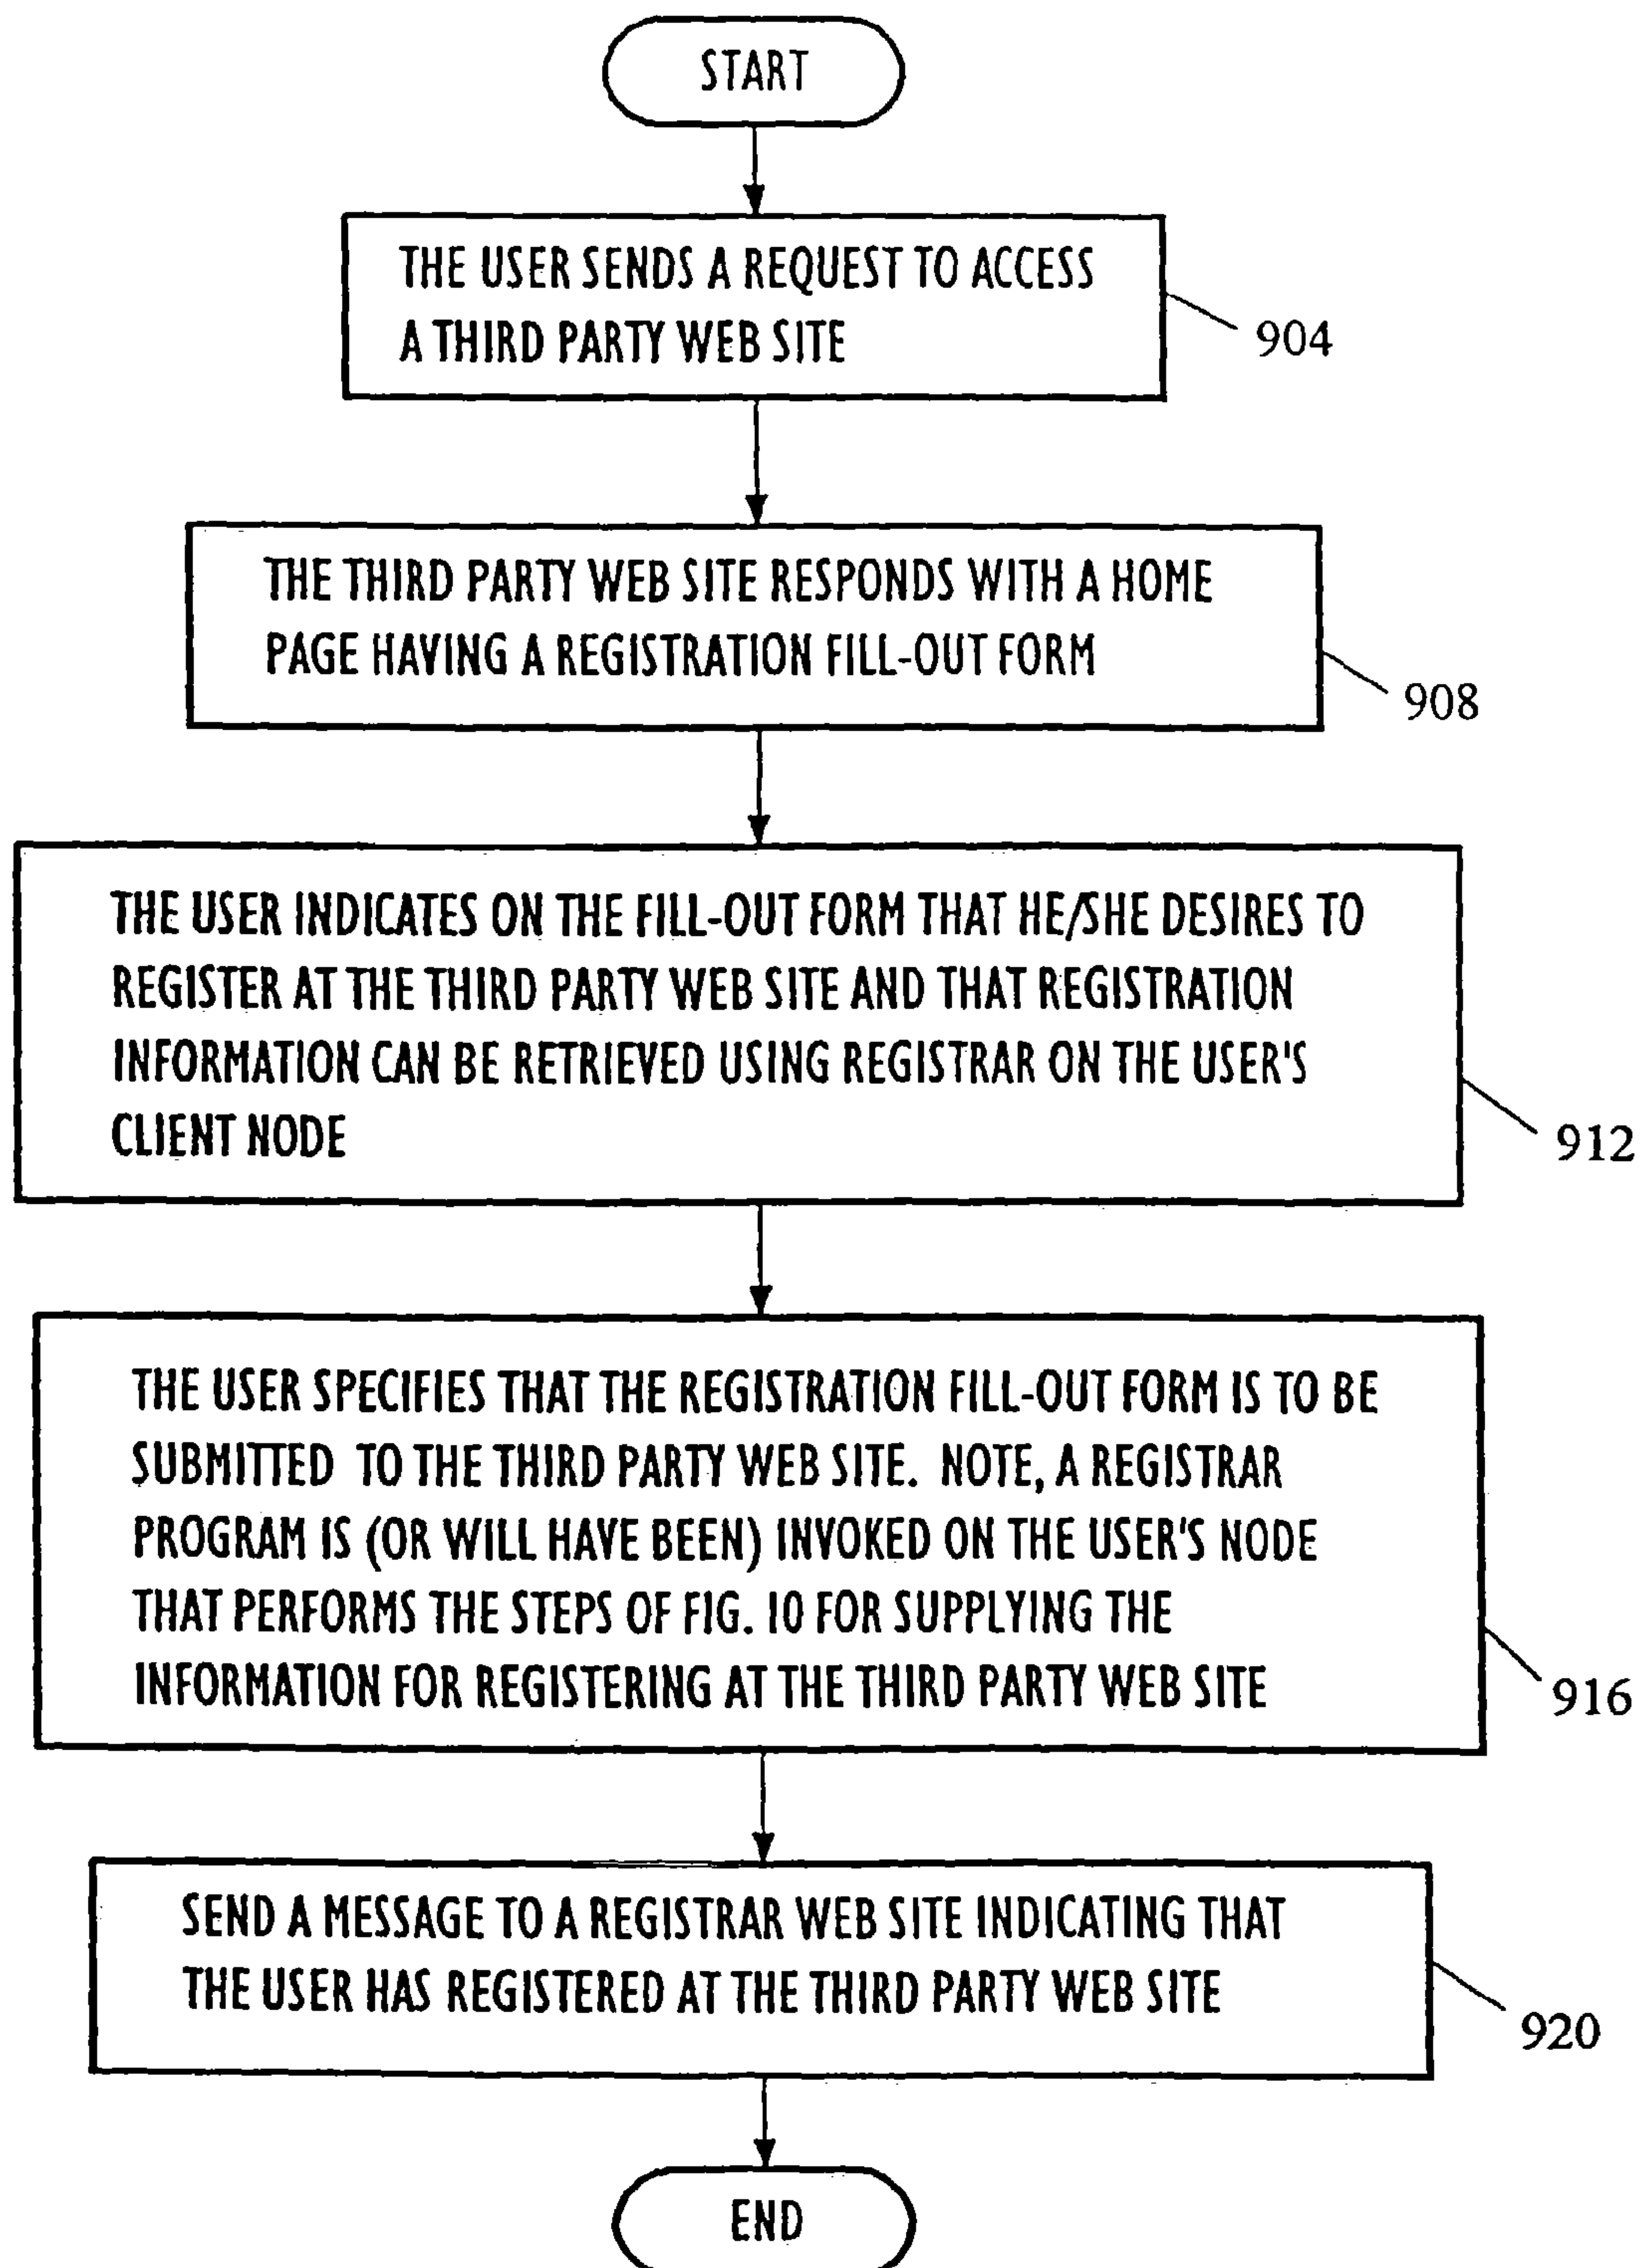 START
THE USER SENDS A REQUEST TO ACCESS
A THIRD PARTY WEB SITE
904
THE THIRD PARTY WEB SITE RESPONDS WITH A HOME
PAGE HAVING A REGISTRATION FILL-OUT FORM
908
THE USER INDICATES ON THE FILL-OUT FORM THAT HE/SHE DESIRES TO
REGISTER AT THE THIRD PARTY WEB SITE AND THAT REGISTRATION
INFORMATION CAN BE RETRIEVED USING REGISTRAR ON THE USER'S
CLIENT NODE
912
THE USER SPECIFIES THAT THE REGISTRATION FILL-OUT FORM IS TO BE
SUBMITTED TO THE THIRD PARTY WEB SITE. NOTE, A REGISTRAR
PROGRAM IS (OR WILL HAVE BEEN) INVOKED ON THE USER'S NODE
THAT PERFORMS THE STEPS OF FIG. 10 FOR SUPPLYING THE
INFORMATION FOR REGISTERING AT THE THIRD PARTY WEB SITE
916
SEND A MESSAGE TO A REGISTRAR WEB SITE INDICATING THAT
THE USER HAS REGISTERED AT THE THIRD PARTY WEB SITE
920
END